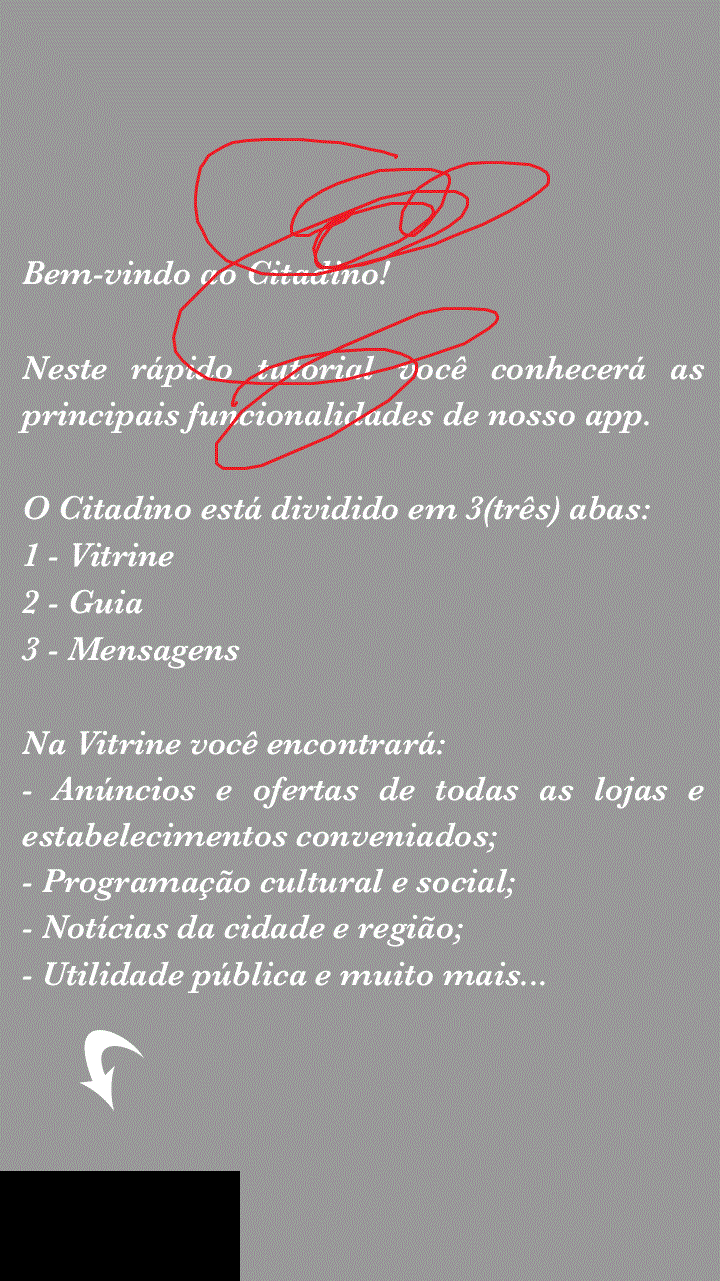 Bem-vindo ao Citadino!
Neste rápido tutorial você conhecerá as
principais funcionalidades de nosso app.
O Citadino está dividido em 3(três) abas:
1 - Vitrine
2 - Guia
3 - Mensagens
Na Vitrine você encontrará:
- Anúncios e ofertas de todas as lojas e
estabelecimentos conveniados;
- Programação cultural e social;
- Notícias da cidade e região;
- Utilidade pública e muito mais...